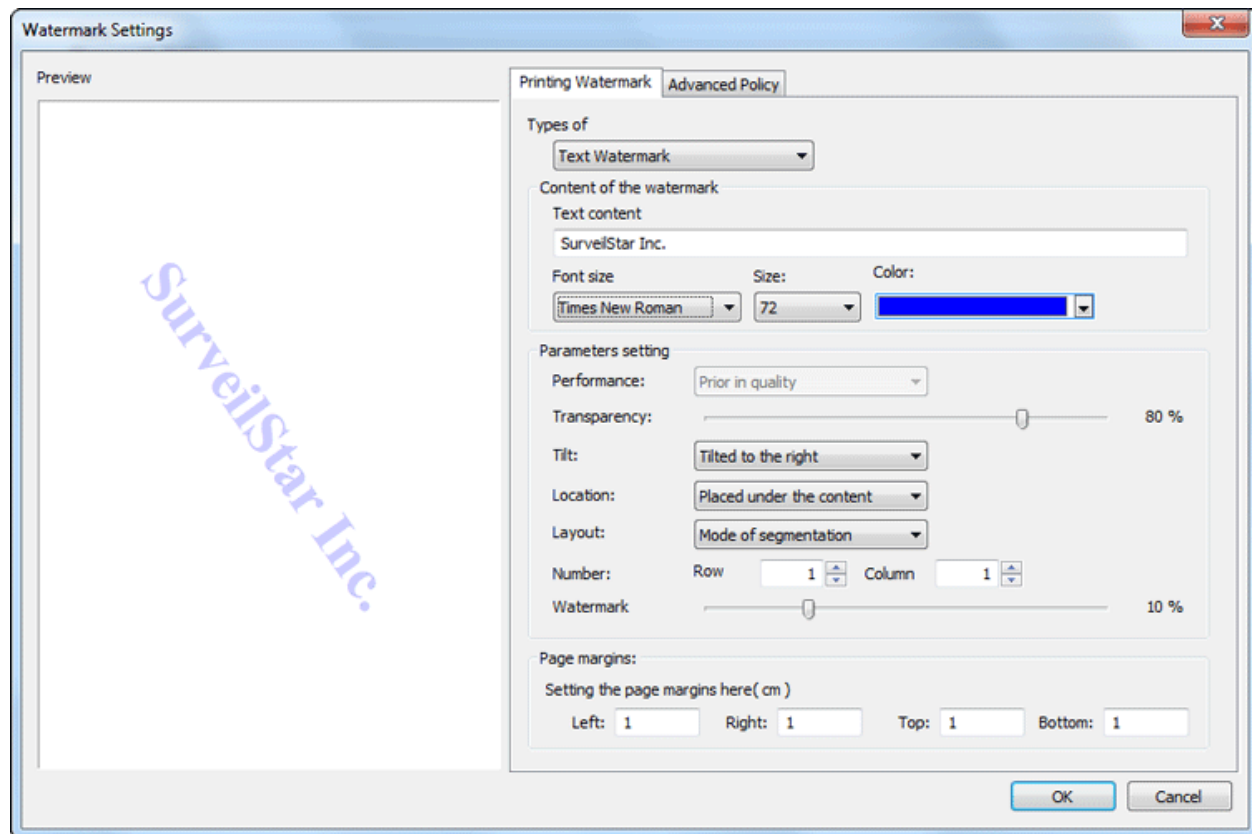 Watermark Settings
Preview
SurveilStar Inc.
Printing Watermark Advanced Policy
Types of
Text Watermark
Content of the watermark
Text content
SurveilStar Inc.
Font size Size: Color:
Times New Roman 72
Parameters setting
Performance: Prior in quality
Transparency: 80 %
Tilt: Tilted to the right
Location: Placed under the content
Layout: Mode of segmentation
Number: Row 1 Column 1
Watermark 10 %
Page margins:
Setting the page margins here( cm )
Left: 1 Right: 1 Top: 1 Bottom: 1
OK Cancel